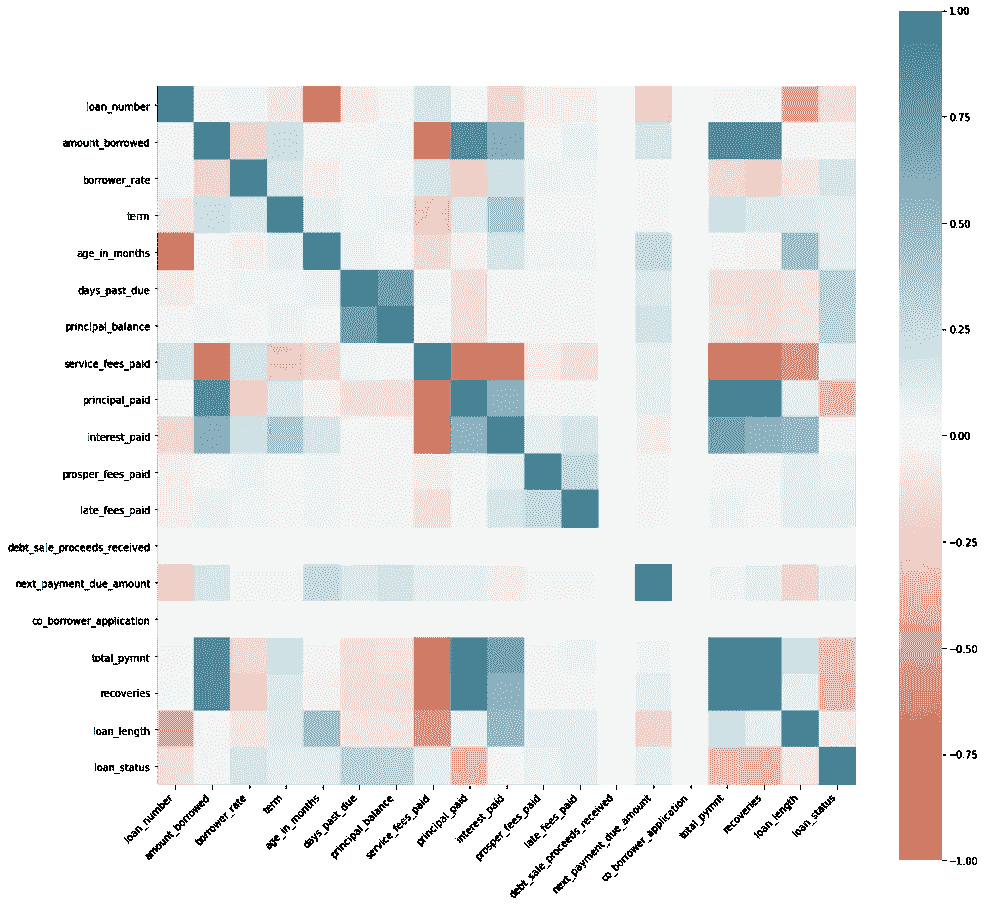 1.00
0.75
0.50
0.25
0.00
−0.25
−0.50
−0.75
−1.00
loan_number
amount_borrowed
borrower_rate
term
age_in_months
days_past_due
principal_balance
service_fees_paid
principal_paid
interest_paid
prosper_fees_paid
late_fees_paid
debt_sale_proceeds_received
next_payment_due_amount
co_borrower_application
total_pymnt
recoveries
loan_length
loan_status
loan_number
amount_borrowed
borrower_rate
term
age_in_months
days_past_due
principal_balance
service_fees_paid
principal_paid
interest_paid
prosper_fees_paid
late_fees_paid
debt_sale_proceeds_received
next_payment_due_amount
co_borrower_application
total_pymnt
recoveries
loan_length
loan_status